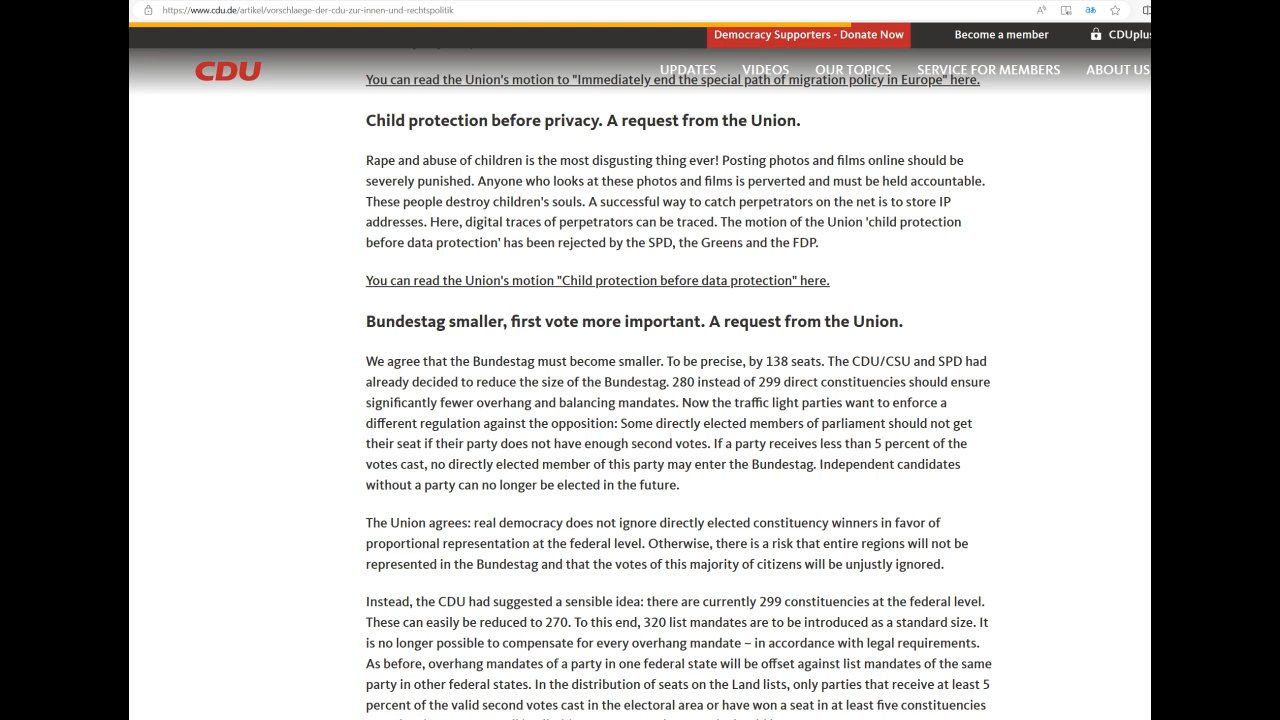 https://www.cdu.de/artikel/vorschlaege-der-cdu-zur-innen-und-rechtspolitik
Democracy Supporters - Donate Now
Become a member
CDUplus
CDU
UPDATES
VIDEOS
OUR TOPICS
SERVICE FOR MEMBERS
ABOUT US
You can read the Union's motion to "Immediately end the special path of migration policy in Europe" here.
Child protection before privacy. A request from the Union.
Rape and abuse of children is the most disgusting thing ever! Posting photos and films online should be
severely punished. Anyone who looks at these photos and films is perverted and must be held accountable.
These people destroy children's souls. A successful way to catch perpetrators on the net is to store IP
addresses. Here, digital traces of perpetrators can be traced. The motion of the Union 'child protection
before data protection' has been rejected by the SPD, the Greens and the FDP.
You can read the Union's motion "Child protection before data protection" here.
Bundestag smaller, first vote more important. A request from the Union.
We agree that the Bundestag must become smaller. To be precise, by 138 seats. The CDU/CSU and SPD had
already decided to reduce the size of the Bundestag. 280 instead of 299 direct constituencies should ensure
significantly fewer overhang and balancing mandates. Now the traffic light parties want to enforce a
different regulation against the opposition: Some directly elected members of parliament should not get
their seat if their party does not have enough second votes. If a party receives less than 5 percent of the
votes cast, no directly elected member of this party may enter the Bundestag. Independent candidates
without a party can no longer be elected in the future.
The Union agrees: real democracy does not ignore directly elected constituency winners in favor of
proportional representation at the federal level. Otherwise, there is a risk that entire regions will not be
represented in the Bundestag and that the votes of this majority of citizens will be unjustly ignored.
Instead, the CDU had suggested a sensible idea: there are currently 299 constituencies at the federal level.
These can easily be reduced to 270. To this end, 320 list mandates are to be introduced as a standard size. It
is no longer possible to compensate for every overhang mandate – in accordance with legal requirements.
As before, overhang mandates of a party in one federal state will be offset against list mandates of the same
party in other federal states. In the distribution of seats on the Land lists, only parties that receive at least 5
percent of the valid second votes cast in the electoral area or have won a seat in at least five constituencies